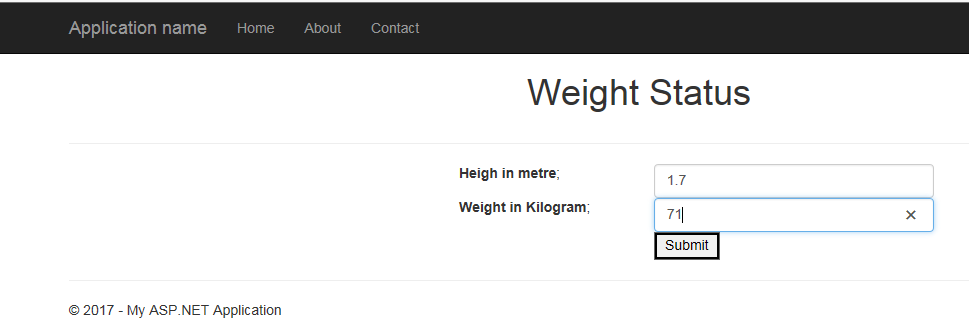 Application name Home About Contact
Weight Status
Heigh in metre; 1.7
Weight in Kilogram; 71
Submit
© 2017 - My ASP.NET Application